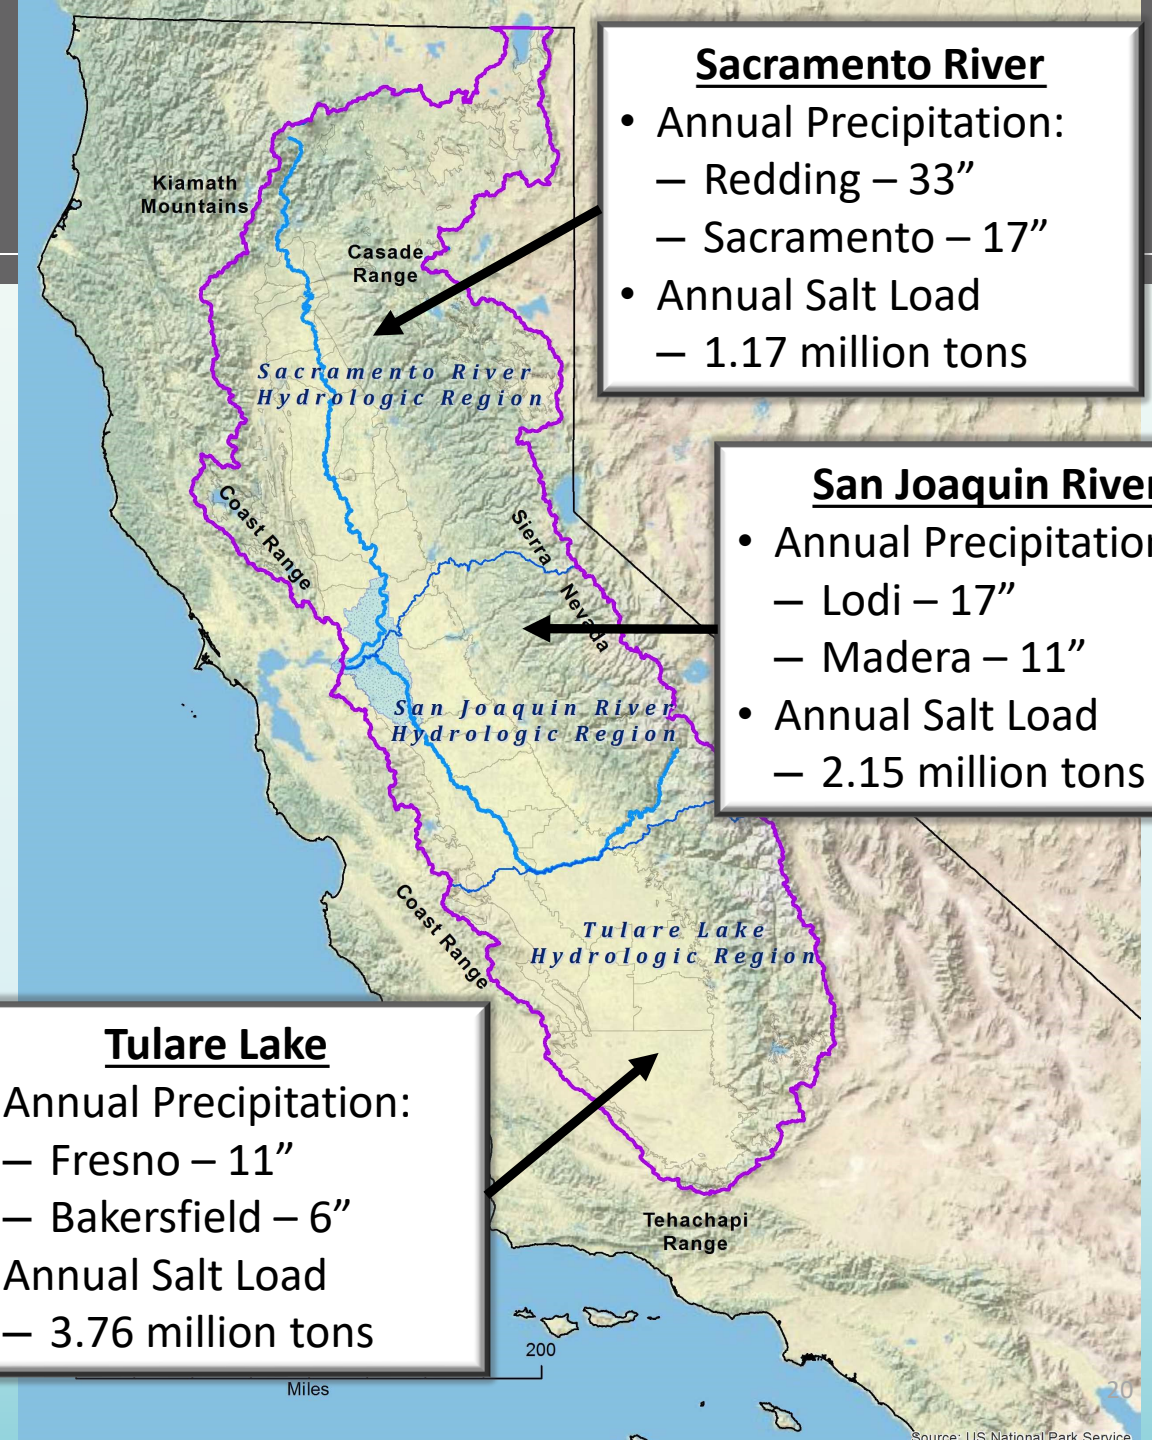 Sacramento River
• Annual Precipitation:
– Redding – 33”
– Sacramento – 17”
• Annual Salt Load
– 1.17 million tons
Kiamath
Mountains
Casade
Range
Sacramento River
Hydrologic Region
San Joaquin River
• Annual Precipitation
– Lodi – 17”
– Madera – 11”
• Annual Salt Load
– 2.15 million tons
Coast Range
Sierra Nevada
San Joaquin River
Hydrologic Region
Coast Range
Tulare Lake
Hydrologic Region
Tulare Lake
Annual Precipitation:
– Fresno – 11”
– Bakersfield – 6”
Annual Salt Load
– 3.76 million tons
Tehachapi
Range
200
Miles
20
Source: US National Park Service